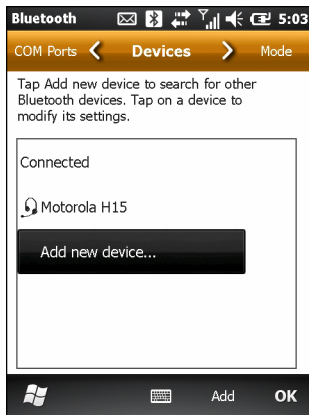 Bluetooth 5:03
COM Ports Devices Mode
Tap Add new device to search for other
Bluetooth devices. Tap on a device to
modify its settings.
Connected
Motorola H15
Add new device...
Add OK